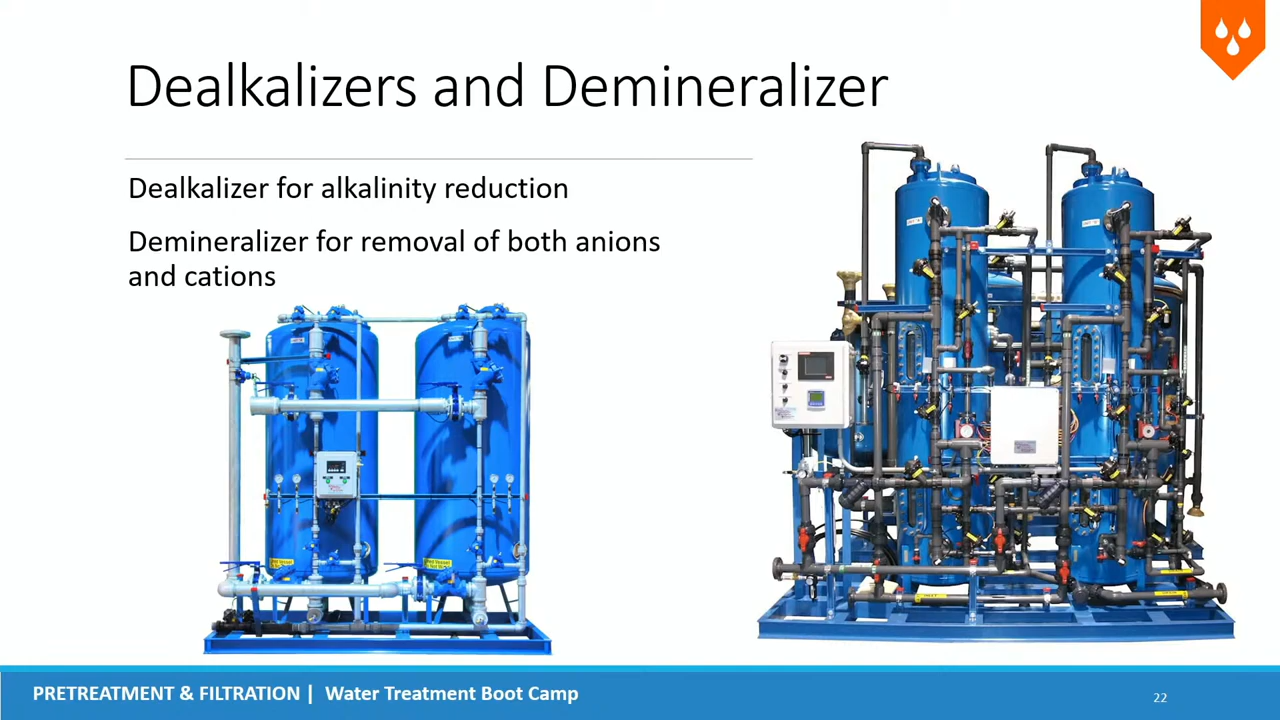 Dealkalizers and Demineralizer
Dealkalizer for alkalinity reduction
Demineralizer for removal of both anions
and cations
PRETREATMENT & FILTRATION | Water Treatment Boot Camp
22